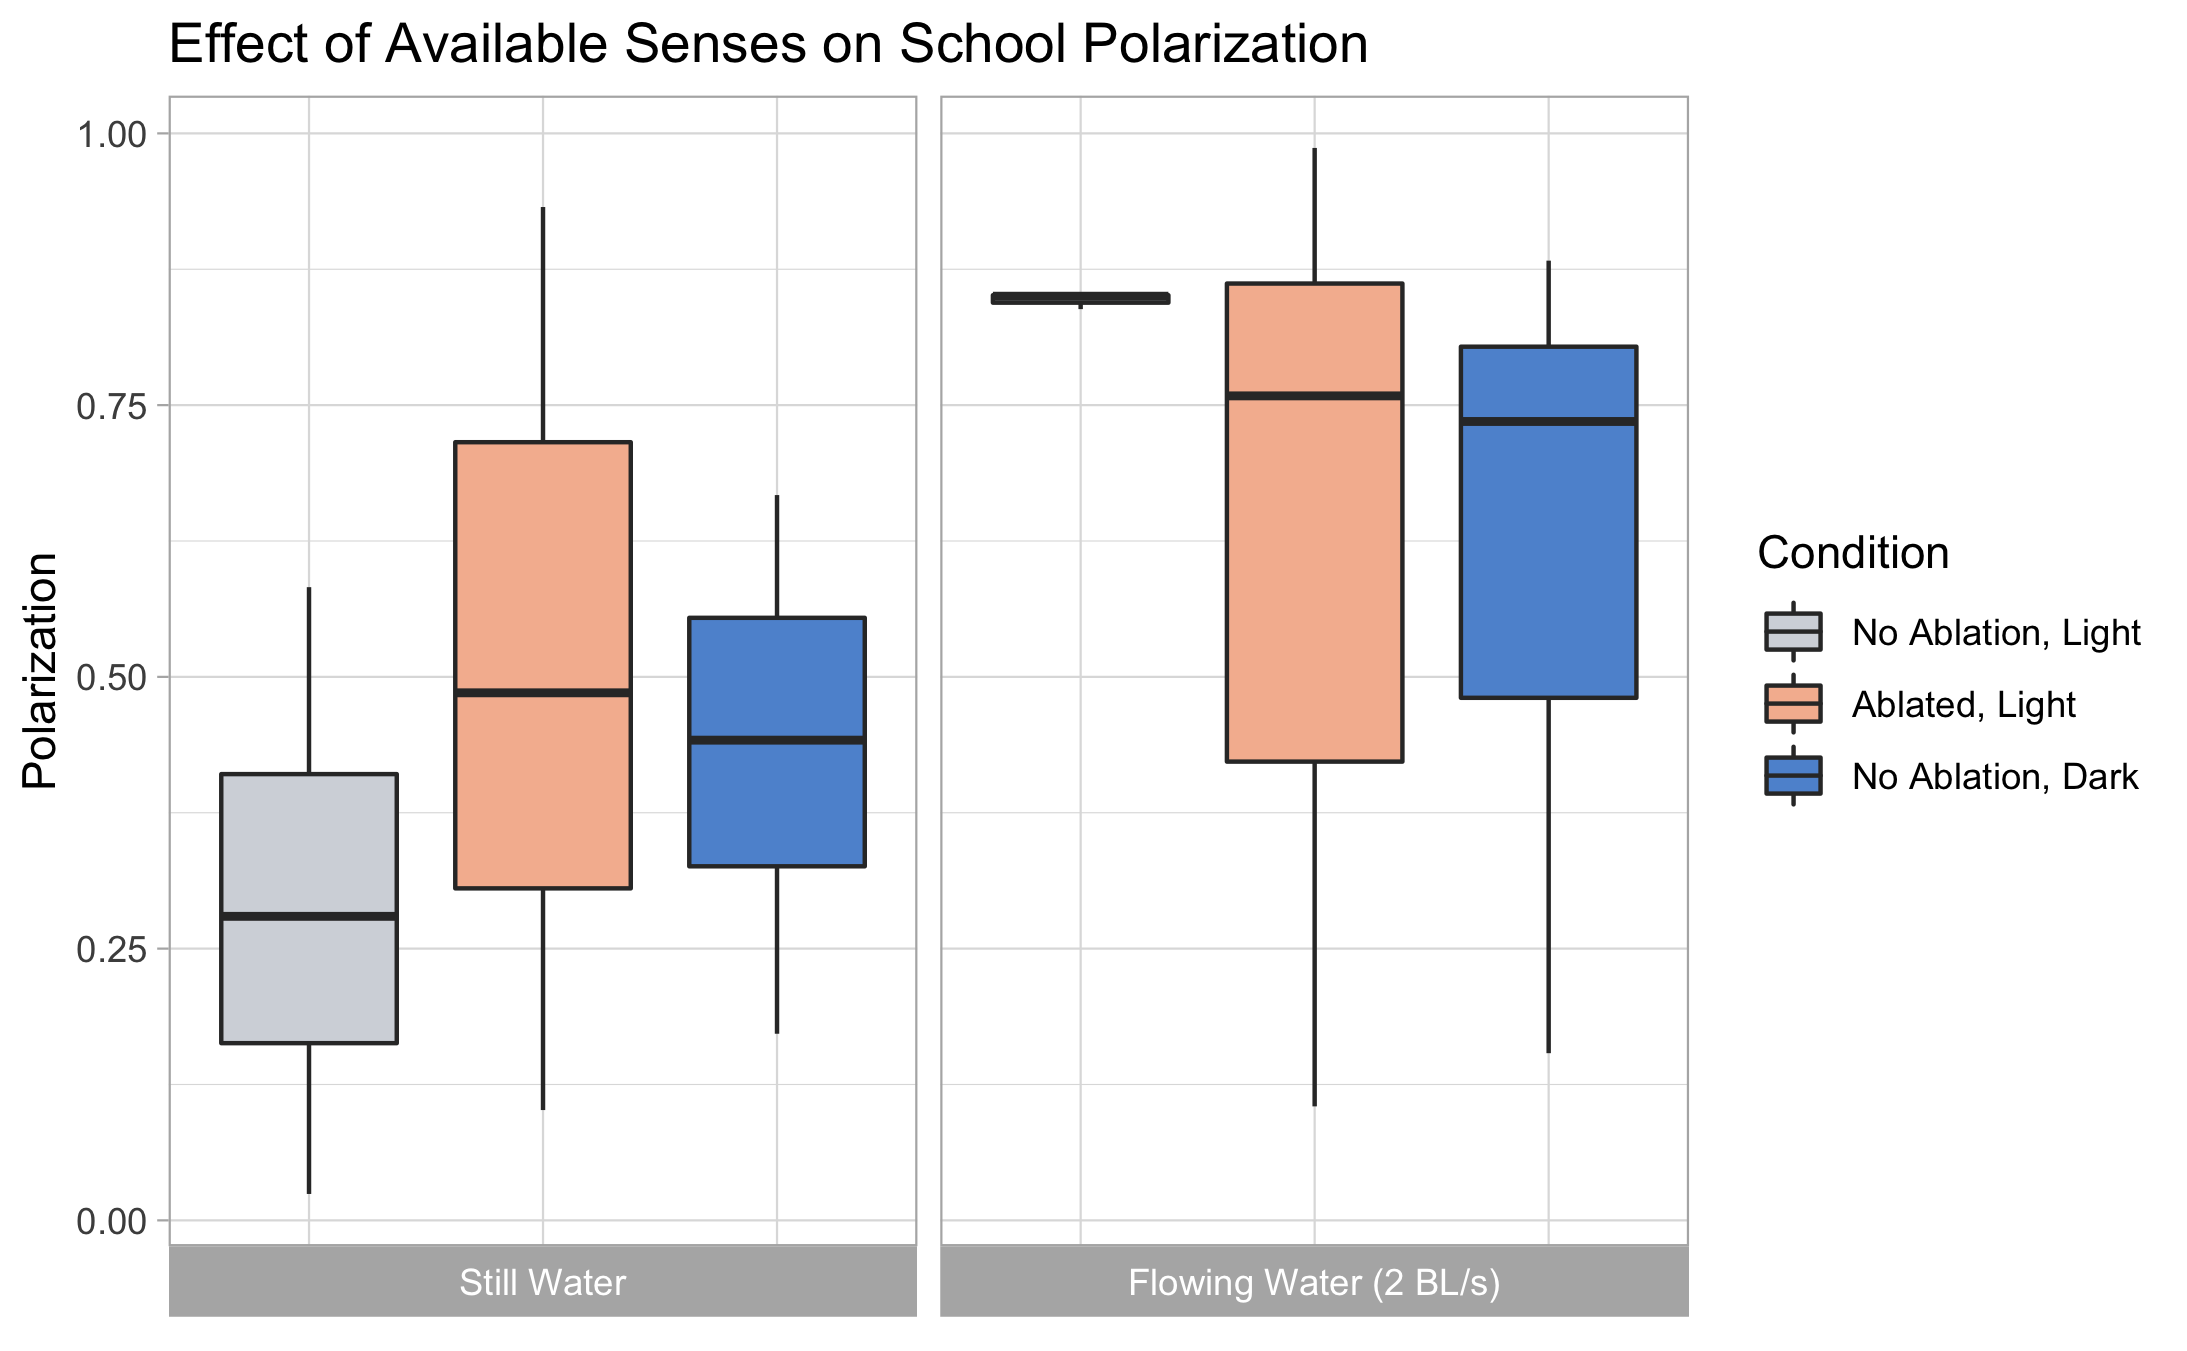 Effect of Available Senses on School Polarization
Polarization
1.00
0.75
0.50
0.25
0.00
Still Water
Flowing Water (2 BL/s)
Condition
No Ablation, Light
Ablated, Light
No Ablation, Dark